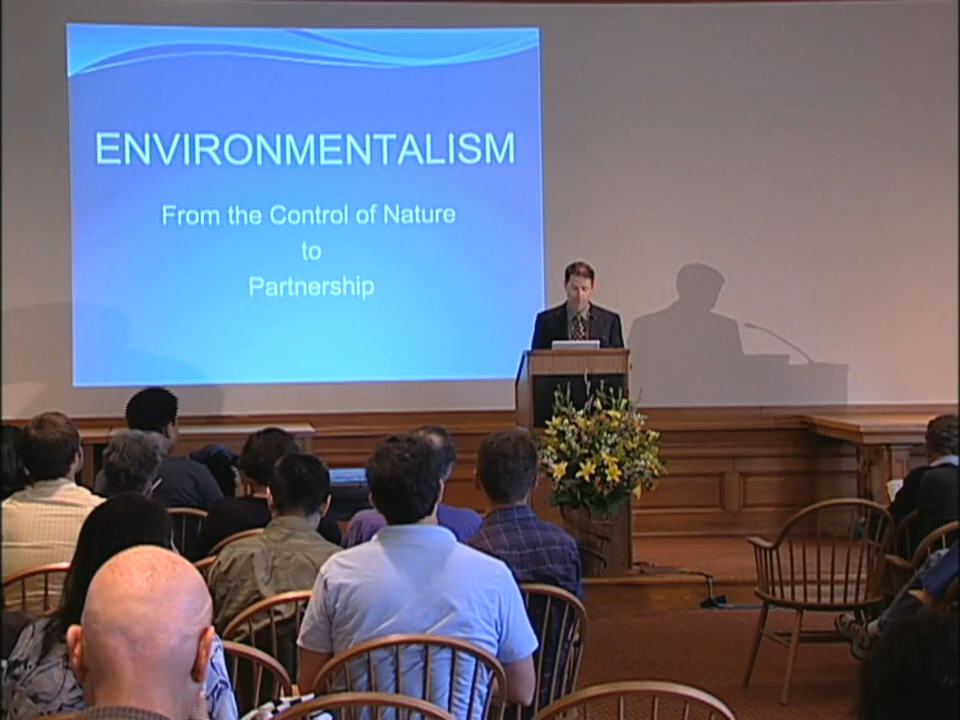 ENVIRONMENTALISM
From the Control of Nature
to
Partnership